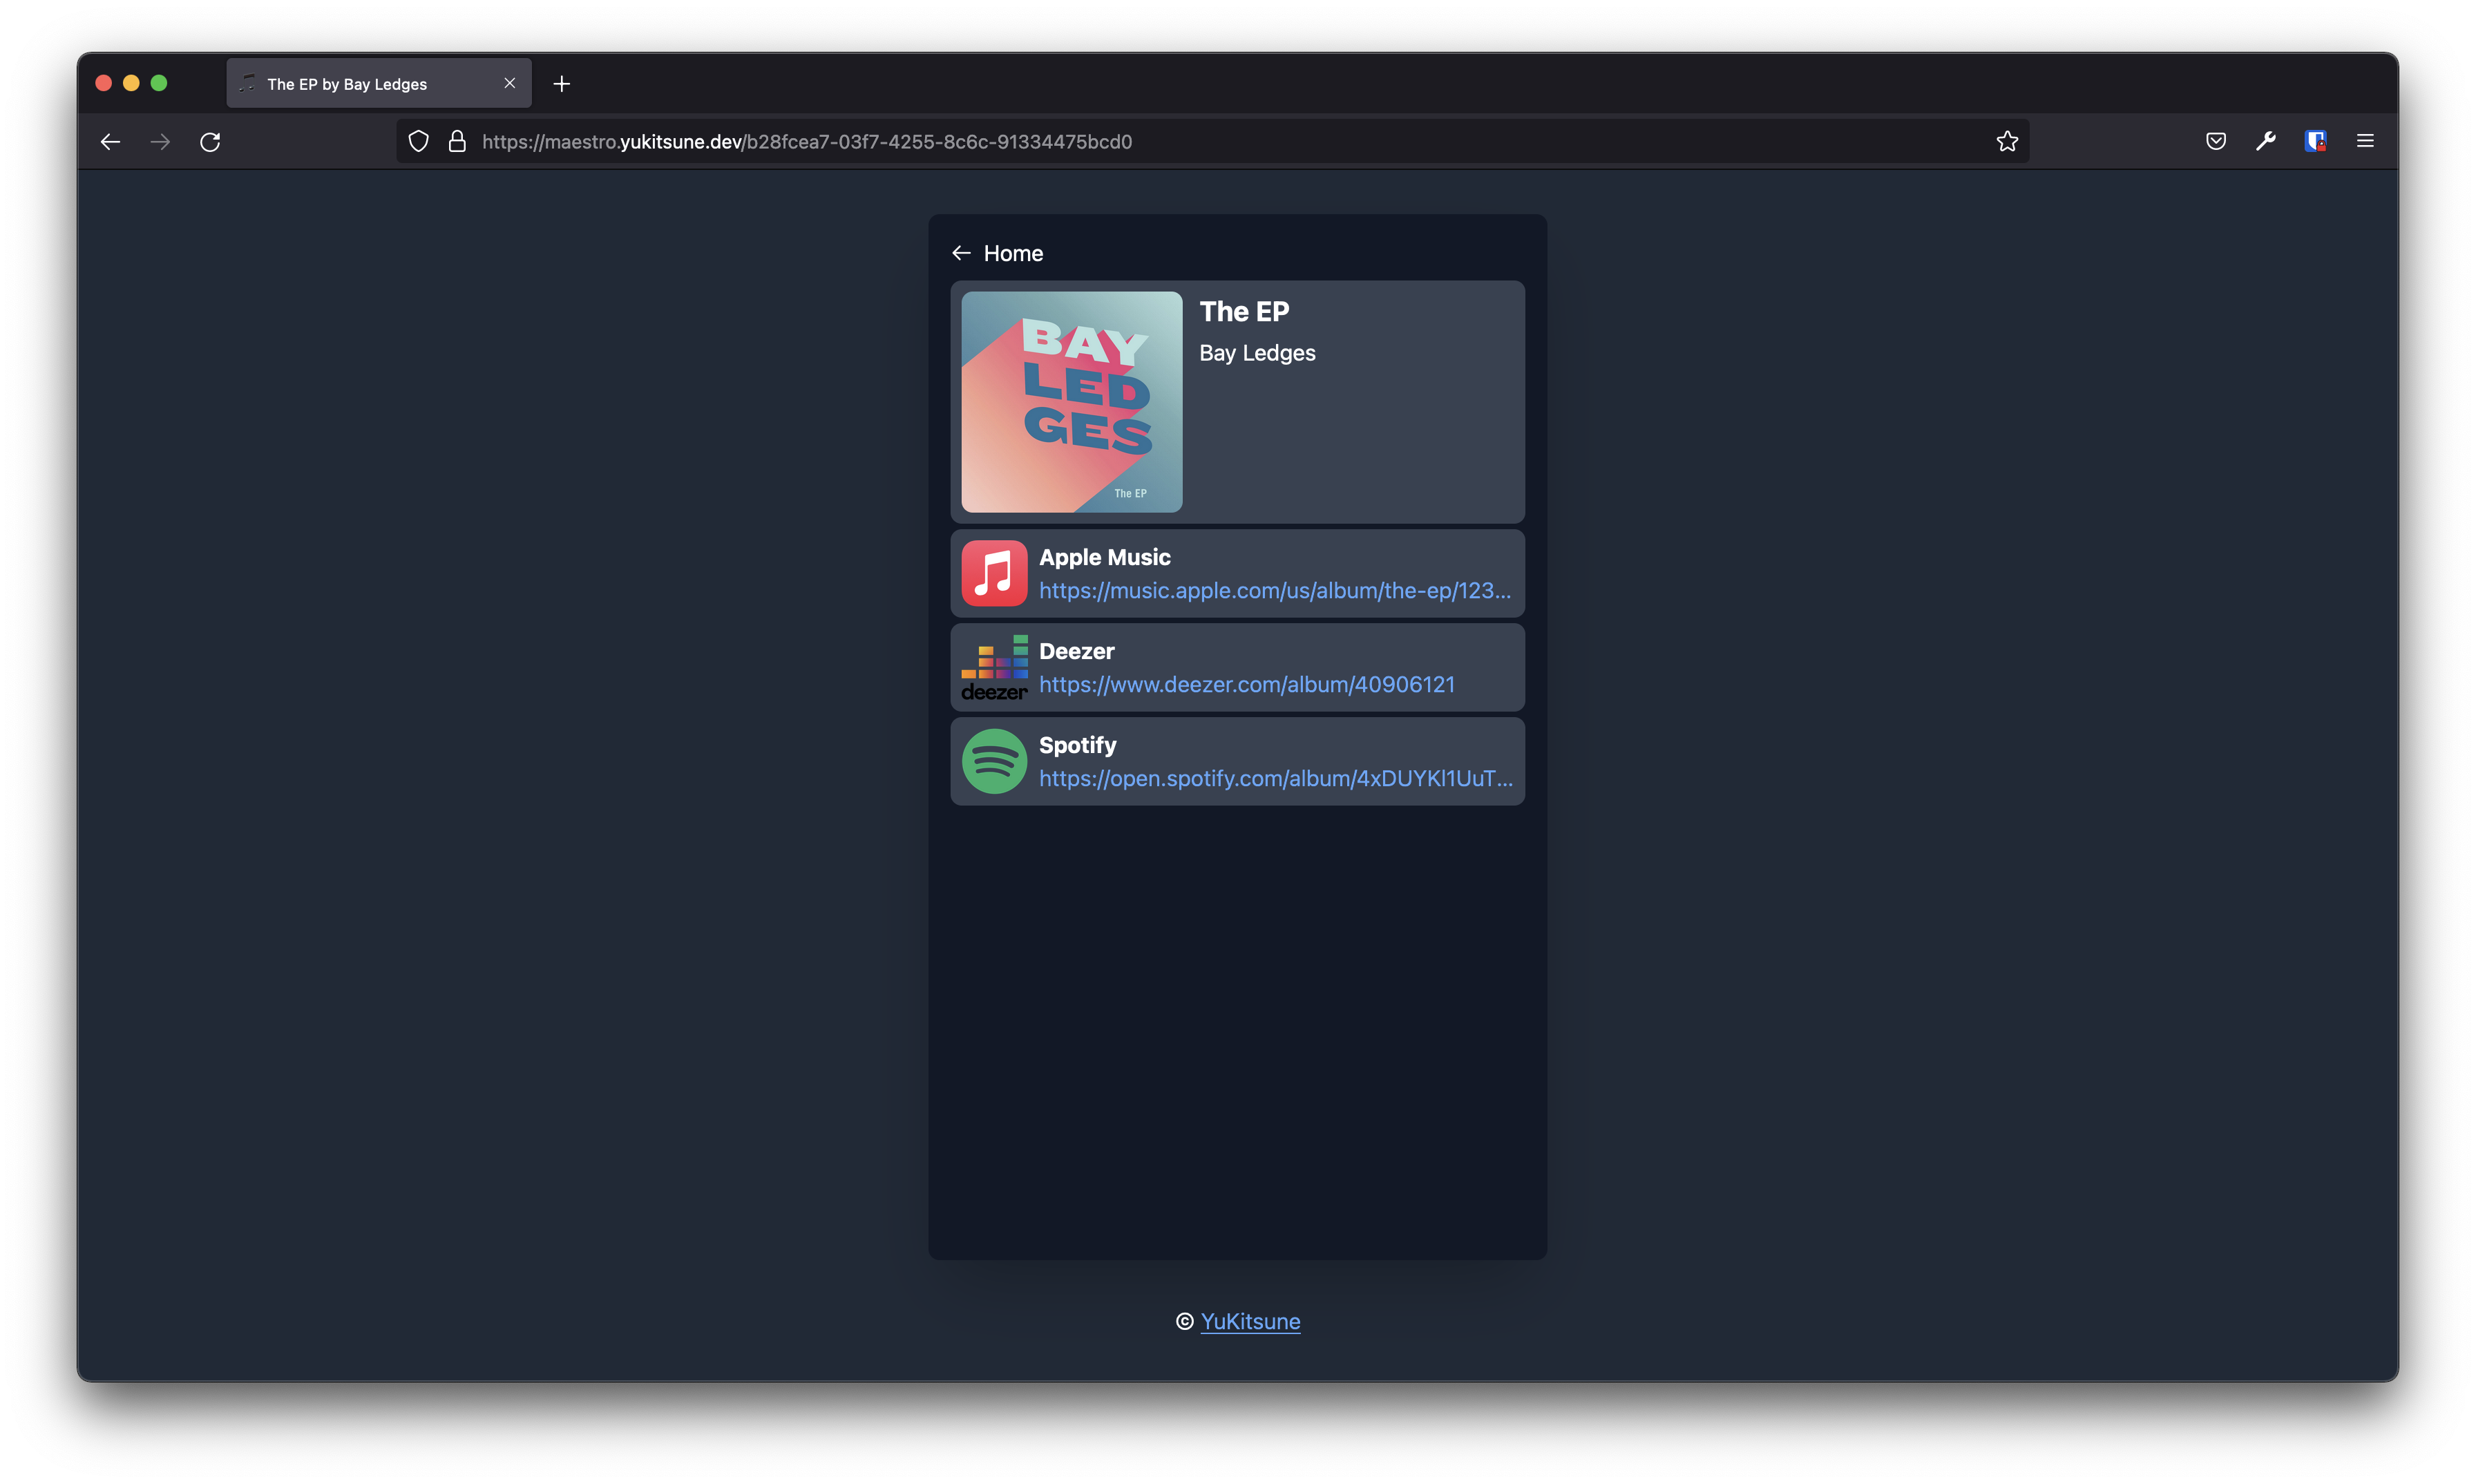 The EP by Bay Ledges
https://maestro.yukitsune.dev/b28fcea7-03f7-4255-8c6c-91334475bcd0
Home
BAY
LED
GES
The EP
The EP
Bay Ledges
Apple Music
https://music.apple.com/us/album/the-ep/123...
deezer
Deezer
https://www.deezer.com/album/40906121
Spotify
https://open.spotify.com/album/4xDUYKl1UuT...
© YuKitsune